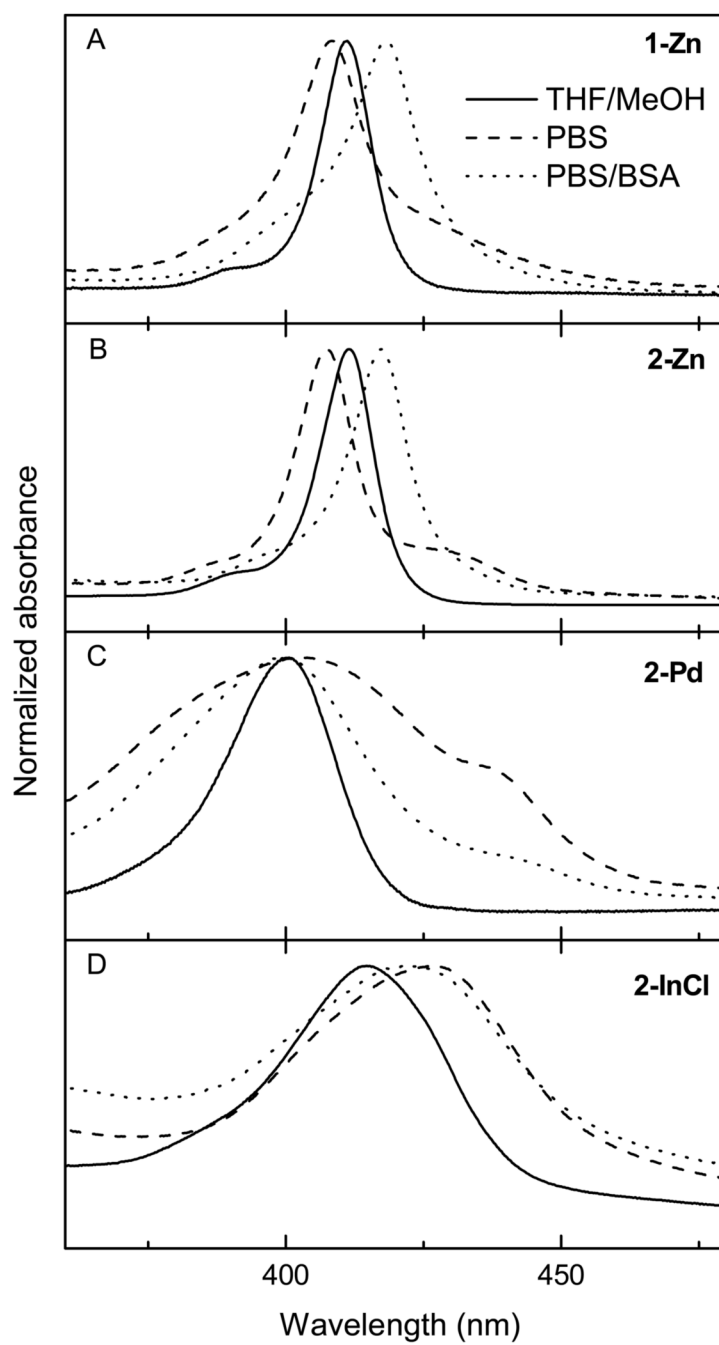 A
1-Zn
THF/MeOH
PBS
PBS/BSA
B
2-Zn
Normalized absorbance
C
2-Pd
D
2-InCl
400
450
Wavelength (nm)